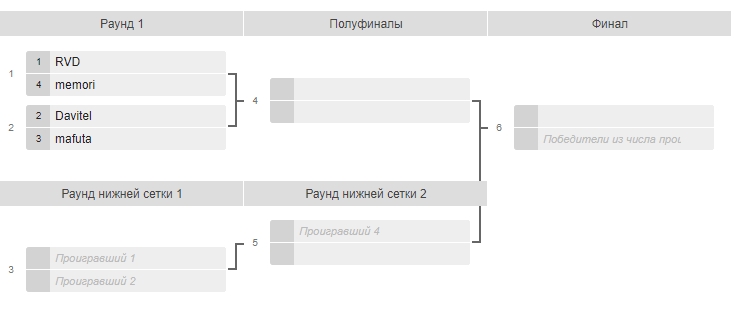 Раунд 1 Полуфиналы Финал
1 1 RVD
4 memori
2 2 Davitel
3 mafuta
4
6
Победители из числа прои
Раунд нижней сетки 1 Раунд нижней сетки 2
5 Проигравший 4
3 Проигравший 1
Проигравший 2